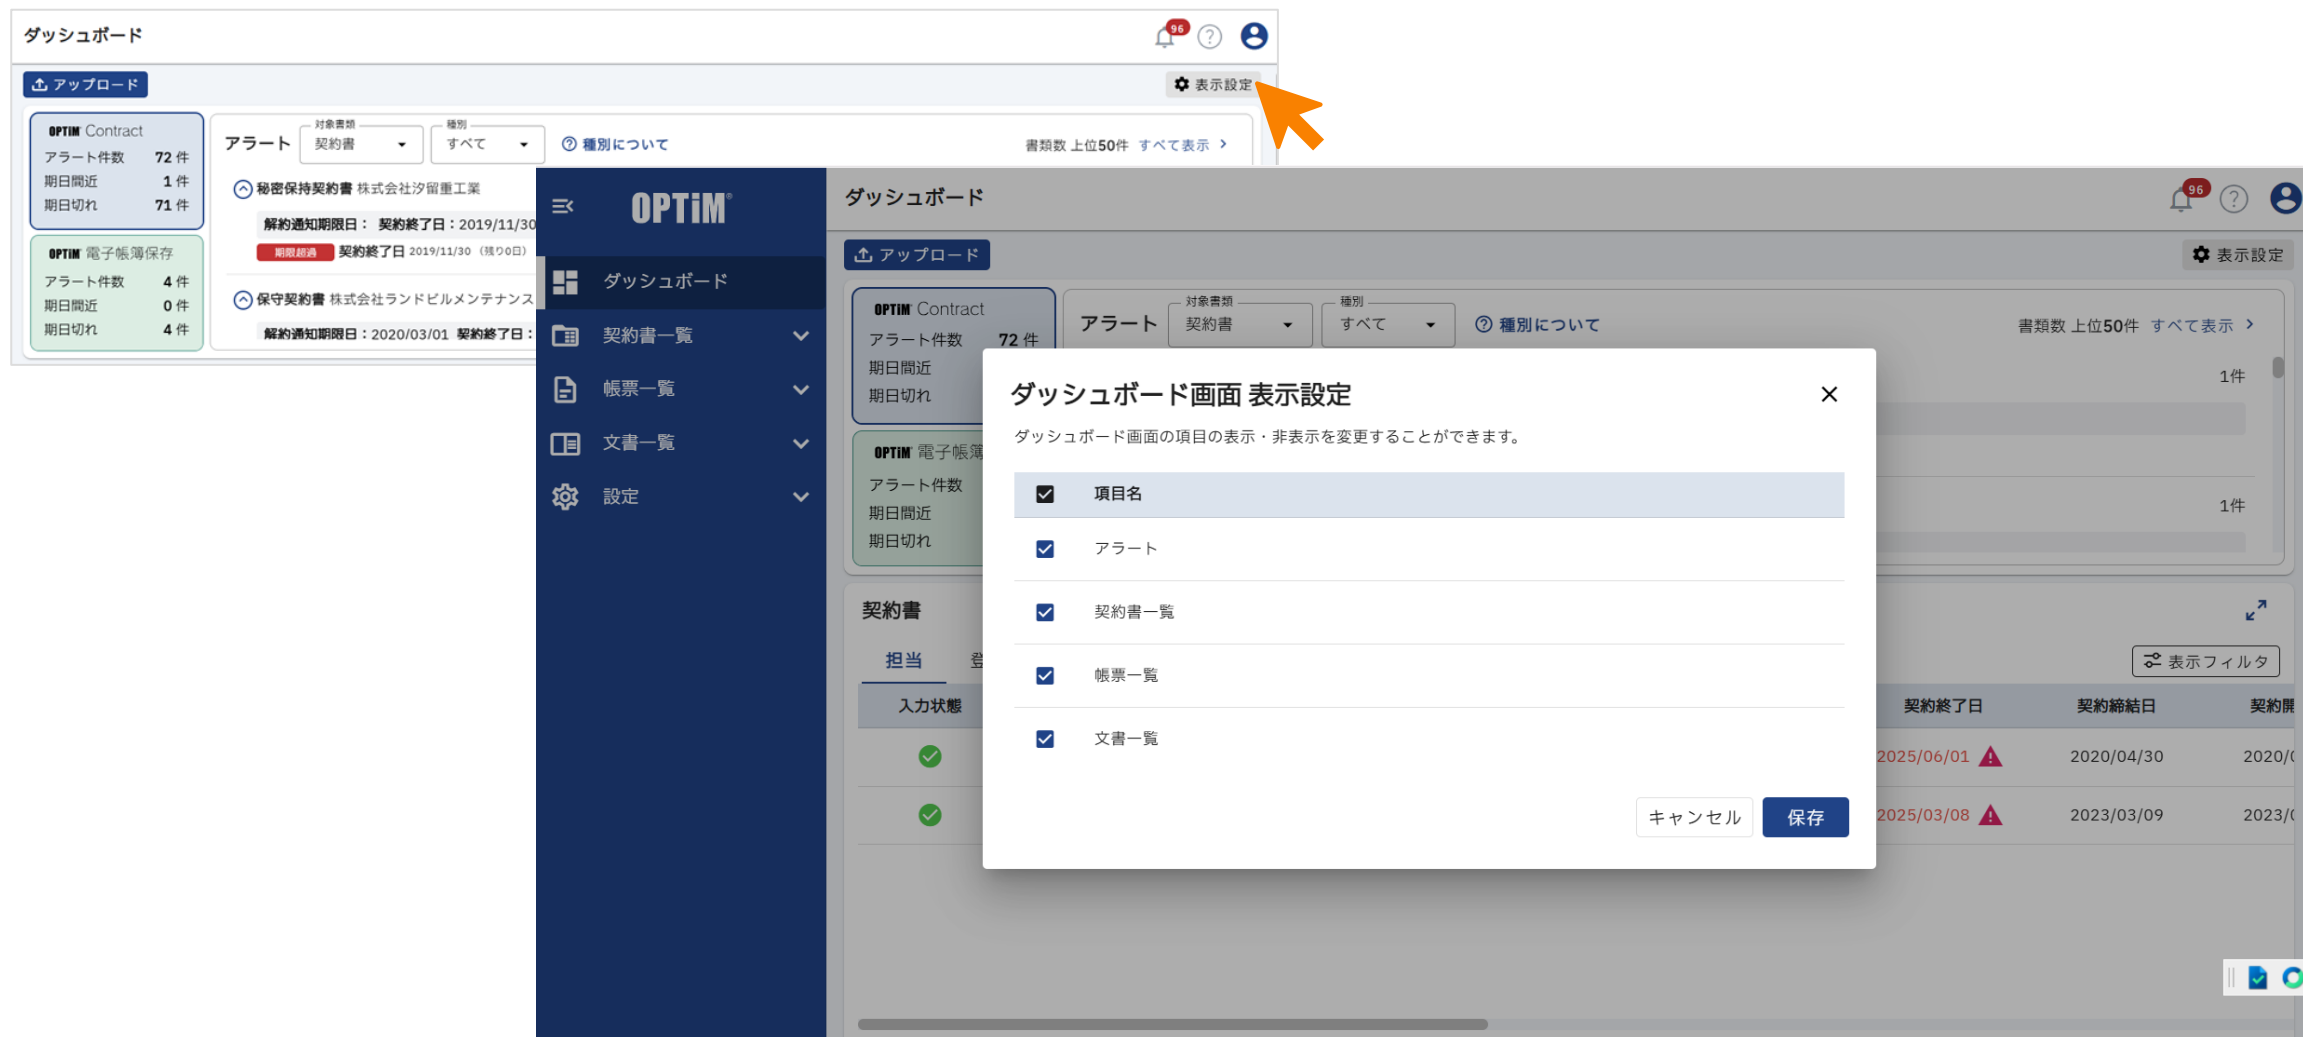 ダッシュボード
96
アップロード
表示設定
OPTiM Contract
アラート件数 72 件
期日間近 1 件
期日切れ 71 件
OPTiM 電子帳簿保存
アラート件数 4 件
期日間近 0 件
期日切れ 4 件
アラート
対象書類
契約書
種別
すべて
種別について
書類数 上位50件 すべて表示
秘密保持契約書 株式会社汐留重工業
解約通知期限日： 契約終了日：2019/11/30
期限超過 契約終了日 2019/11/30 （残り0日）
保守契約書 株式会社ランドビルメンテナンス
解約通知期限日：2020/03/01 契約終了日：
OPTiM
ダッシュボード
契約書一覧
帳票一覧
文書一覧
設定
ダッシュボード
96
アップロード
表示設定
OPTiM Contract
アラート件数 72 件
期日間近
期日切れ
OPTiM 電子帳簿
アラート件数
期日間近
期日切れ
アラート
対象書類
契約書
種別
すべて
種別について
書類数 上位50件 すべて表示
1件
1件
ダッシュボード画面 表示設定
ダッシュボード画面の項目の表示・非表示を変更することができます。
項目名
アラート
契約書一覧
帳票一覧
文書一覧
キャンセル
保存
契約書
担当 登
表示フィルタ
入力状態 契約終了日 契約締結日 契約開
2025/06/01 2020/04/30 2020/0
2025/03/08 2023/03/09 2023/0